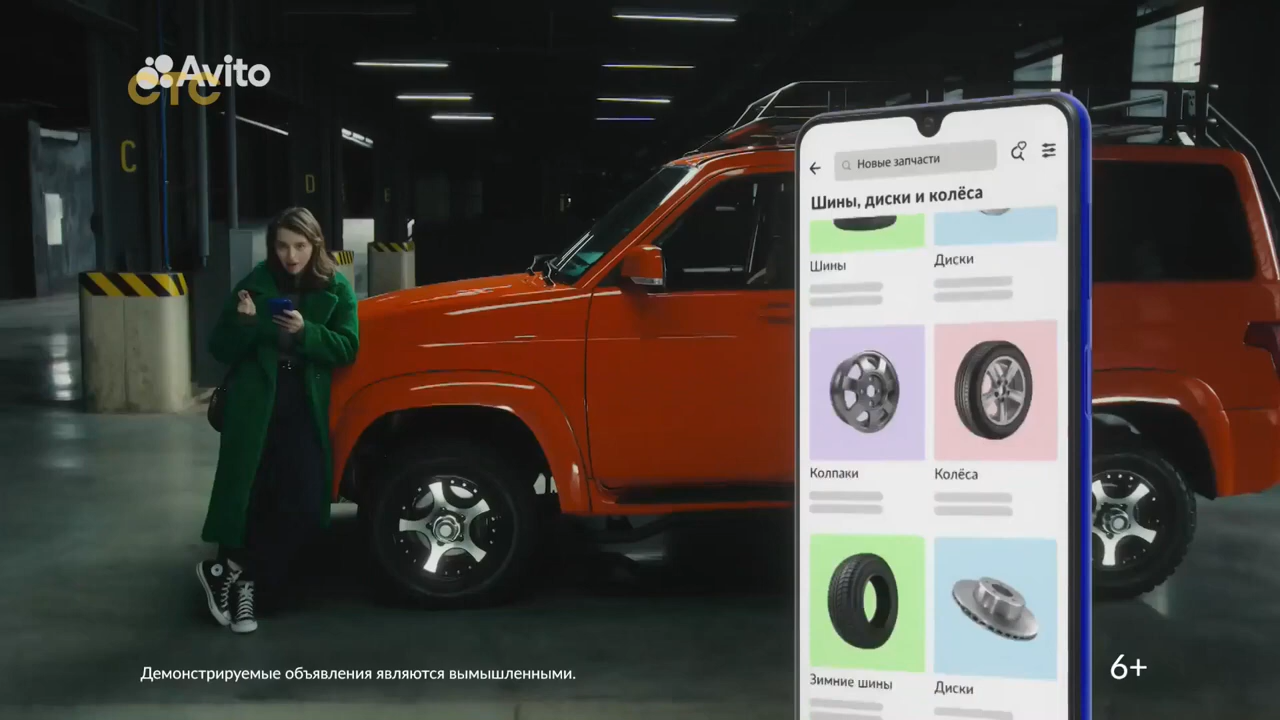 Avito
СТС
C
D
Новые запчасти
Шины, диски и колёса
Шины
Диски
Колпаки
Колёса
Зимние шины
Диски
Демонстрируемые объявления являются вымышленными.
6+